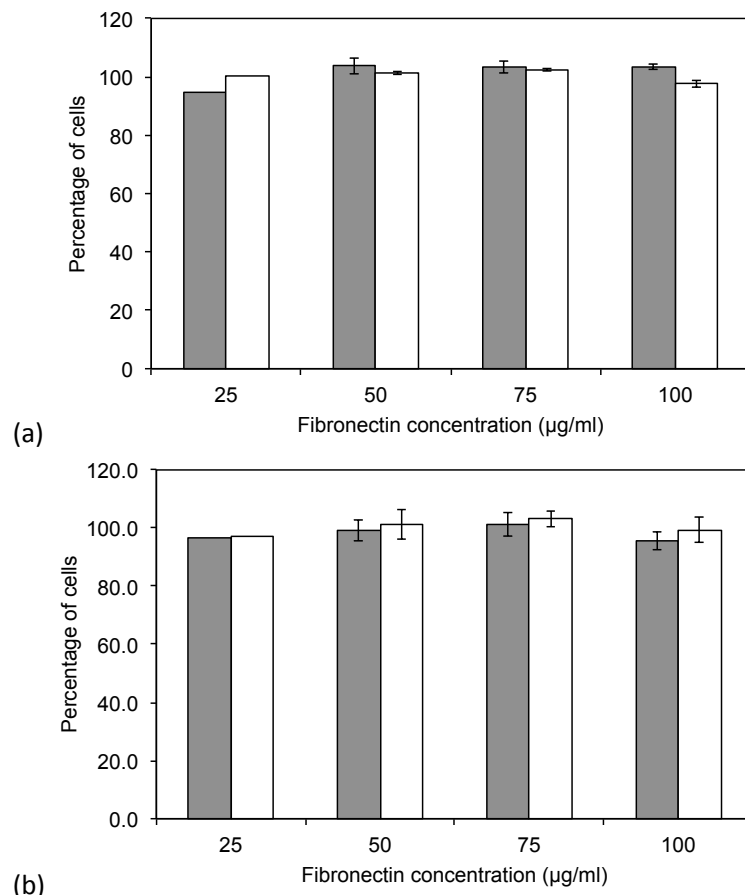 120
100
80
60
40
20
0
Percentage of cells
25 50 75 100
Fibronectin concentration (µg/ml)
(a)
120.0
100.0
80.0
60.0
40.0
20.0
0.0
Percentage of cells
25 50 75 100
Fibronectin concentration (µg/ml)
(b)